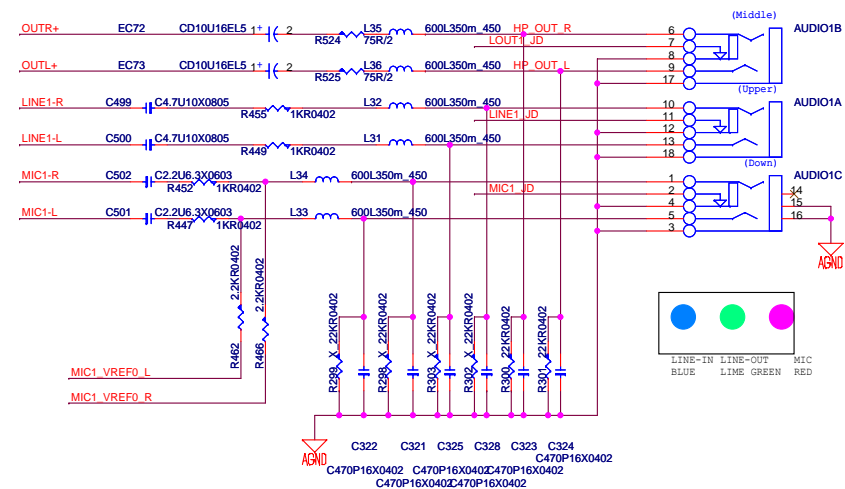 (Middle)
OUTR+ EC72 CD10U16EL5 1+ 2 R524 L35 75R/2 600L350m_450 HP_OUT_R 6 AUDIO1B
LOUT1_JD 7
8
OUTL+ EC73 CD10U16EL5 1+ 2 R525 L36 75R/2 600L350m_450 HP_OUT_L 9
17
(Upper)
LINE1-R C499 C4.7U10X0805 R455 1KR0402 L32 600L350m_450 10 AUDIO1A
LINE1_JD 11
12
LINE1-L C500 C4.7U10X0805 R449 1KR0402 L31 600L350m_450 13
18
(Down)
MIC1-R C502 C2.2U6.3X0603 R452 1KR0402 L34 600L350m_450 1 AUDIO1C
MIC1_JD 2 14
4 15
MIC1-L C501 C2.2U6.3X0603 R447 1KR0402 L33 600L350m_450 5 16
3
AGND
2.2KR0402
2.2KR0402
R462
R466
R299 X_22KR0402
R298 X_22KR0402
R303 X_22KR0402
R302 X_22KR0402
R300 22KR0402
R301 22KR0402
LINE-IN LINE-OUT MIC
BLUE LIME GREEN RED
MIC1_VREF0_L
MIC1_VREF0_R
AGND
C322 C321 C325 C328 C323 C324
C470P16X0402 C470P16X0402 C470P16X0402 C470P16X0402
C470P16X0402 C470P16X0402